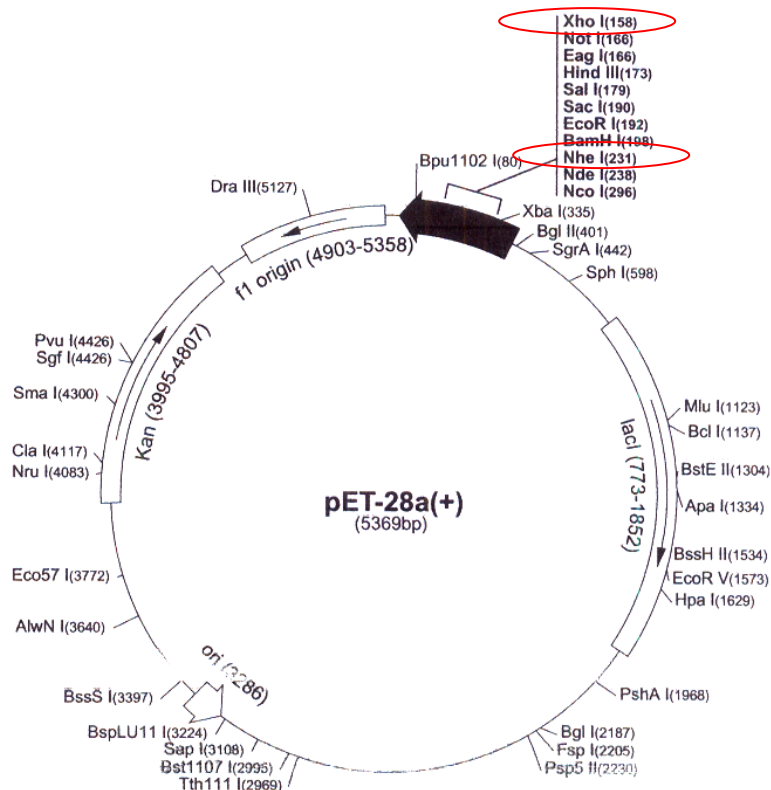 Xho I(158)
Not I(166)
Eag I(166)
Hind III(173)
Sal I(179)
Sac I(190)
EcoR I(192)
BamH I(198)
Nhe I(231)
Nde I(238)
Nco I(296)
Bpu1102 I(80)
Dra III(5127)
Xba I(335)
Bgl II(401)
SgrA I(442)
Sph I(598)
f1 origin (4903-5358)
Pvu I(4426)
Sgf I(4426)
Sma I(4300)
Kan (3995-4807)
Cla I(4117)
Nru I(4083)
lacI (773-1852)
Mlu I(1123)
Bcl I(1137)
BstE II(1304)
Apa I(1334)
pET-28a(+)
(5369bp)
BssH II(1534)
EcoR V(1573)
Hpa I(1629)
Eco57 I(3772)
AlwN I(3640)
ori (3286)
BssS I(3397)
PshA I(1968)
BspLU11 I(3224)
Sap I(3108)
Bst1107 I(2995)
Tth111 I(2969)
Bgl I(2187)
Fsp I(2205)
Psp5 II(2230)